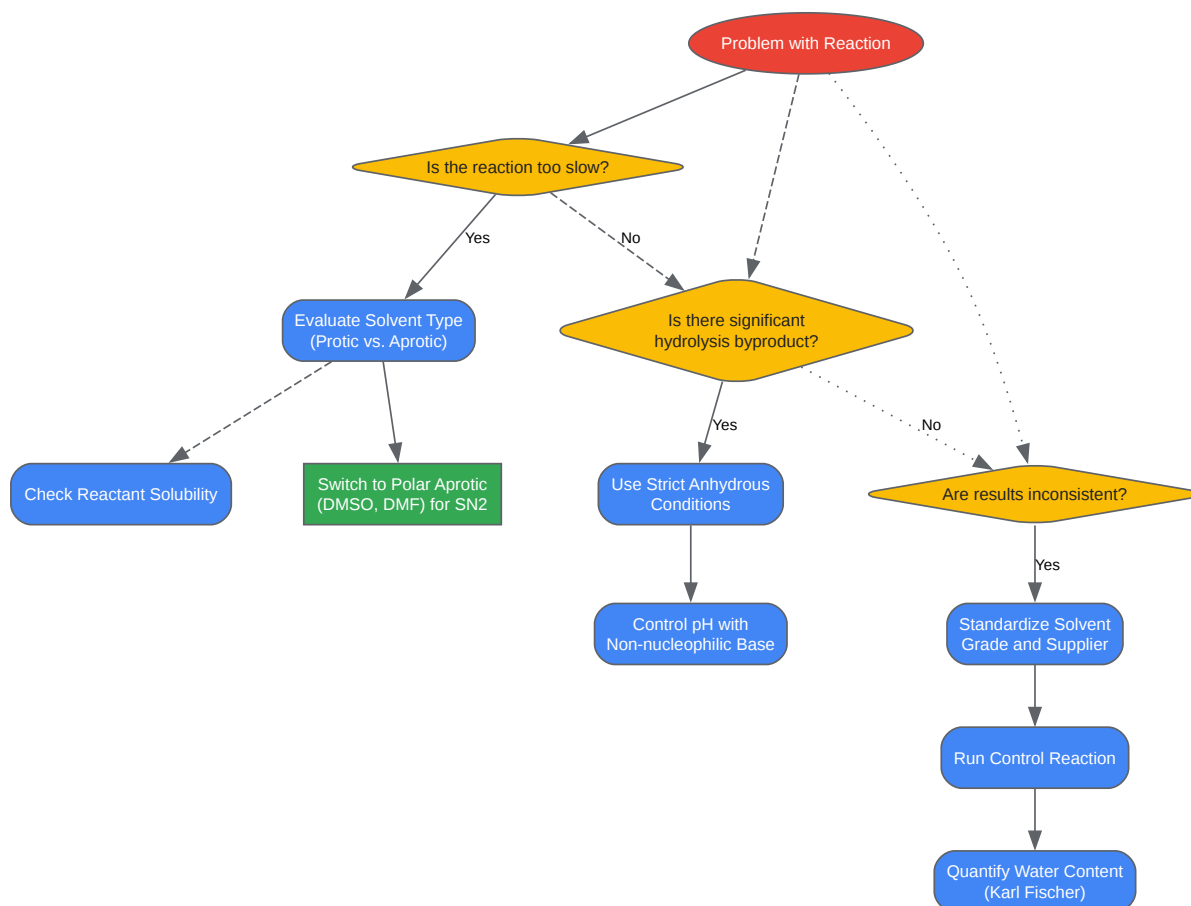 Problem with Reaction
Is the reaction too slow?
Yes
No
Evaluate Solvent Type
(Protic vs. Aprotic)
Is there significant
hydrolysis byproduct?
Yes
No
Check Reactant Solubility
Switch to Polar Aprotic
(DMSO, DMF) for SN2
Use Strict Anhydrous
Conditions
Are results inconsistent?
Yes
Control pH with
Non-nucleophilic Base
Standardize Solvent
Grade and Supplier
Run Control Reaction
Quantify Water Content
(Karl Fischer)